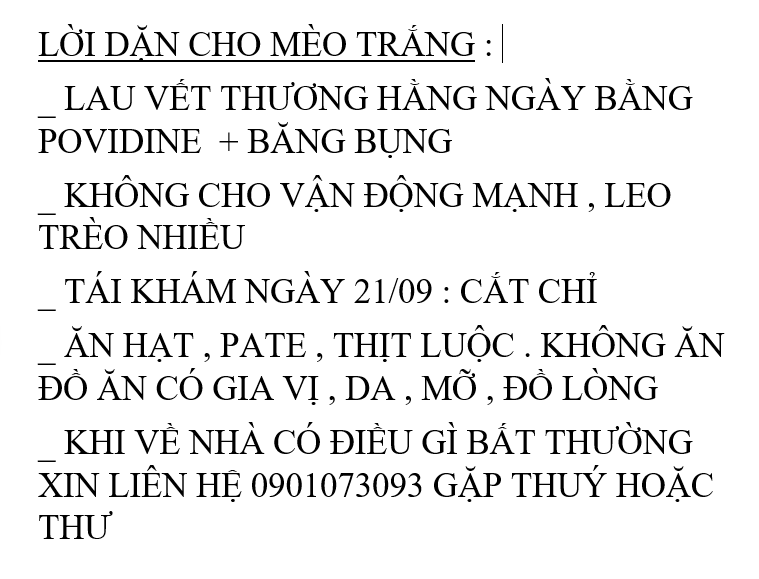 LỜI DẶN CHO MÈO TRẮNG :
_ LAU VẾT THƯƠNG HẰNG NGÀY BẰNG
POVIDINE + BĂNG BỤNG
_ KHÔNG CHO VẬN ĐỘNG MẠNH , LEO
TRÈO NHIỀU
_ TÁI KHÁM NGÀY 21/09 : CẮT CHỈ
_ ĂN HẠT , PATE , THỊT LUỘC . KHÔNG ĂN
ĐỒ ĂN CÓ GIA VỊ , DA , MỠ , ĐỒ LÒNG
_ KHI VỀ NHÀ CÓ ĐIỀU GÌ BẤT THƯỜNG
XIN LIÊN HỆ 0901073093 GẶP THUÝ HOẶC
THƯ